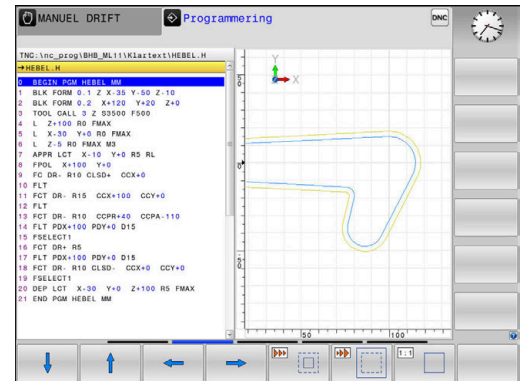 MANUEL DRIFT
Programmering
DNC
TNC:\nc_prog\BHB_ML11\Klartext\HEBEL.H
→HEBEL.H
0 BEGIN PGM HEBEL MM
1 BLK FORM 0.1 Z X-35 Y-50 Z-10
2 BLK FORM 0.2 X+120 Y+20 Z+0
3 TOOL CALL 3 Z S3500 F500
4 L Z+100 R0 FMAX
5 L X-30 Y+0 R0 FMAX
6 L Z-5 R0 FMAX M3
7 APPR LCT X-10 Y+0 R5 RL
8 FPOL X+100 Y+0
9 FC DR- R10 CLSD+ CCX+0
10 FLT
11 FCT DR- R15 CCX+100 CCY+0
12 FLT
13 FCT DR- R10 CCPR+40 CCPA-110
14 FLT PDX+100 PDY+0 D15
15 FSELECT1
16 FCT DR+ R5
17 FLT PDX+100 PDY+0 D15
18 FCT DR- R10 CLSD- CCX+0 CCY+0
19 FSELECT1
20 DEP LCT X-30 Y+0 Z+100 R5 FMAX
21 END PGM HEBEL MM
Y
X
50
100
1:1